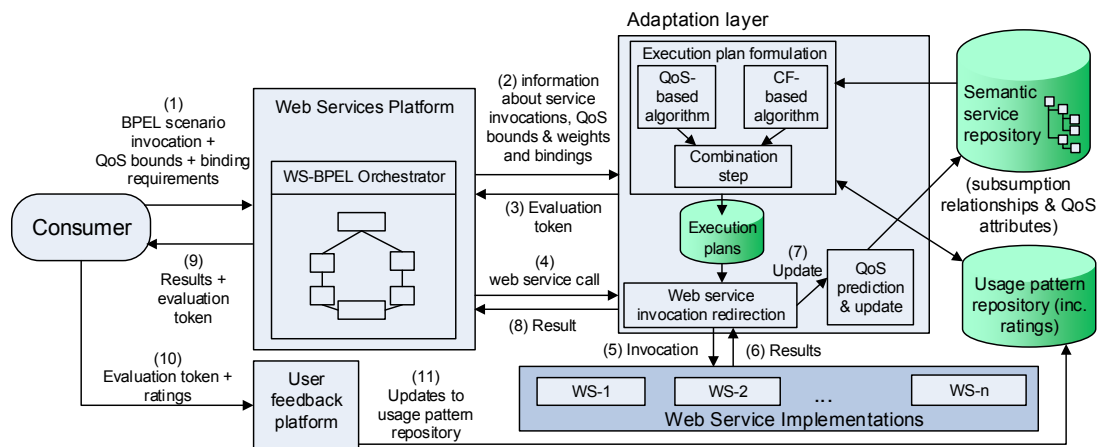 Adaptation layer
Execution plan formulation
QoS-
based
algorithm
CF-
based
algorithm
Combination
step
Execution
plans
(7)
Update
QoS
prediction
& update
Web service
invocation redirection
Semantic
service
repository
(subsumption
relationships & QoS
attributes)
Usage pattern
repository (inc.
ratings)
(1)
BPEL scenario
invocation +
QoS bounds + binding
requirements
Web Services Platform
WS-BPEL Orchestrator
(2) information
about service
invocations, QoS
bounds & weights
and bindings
(3) Evaluation
token
(4)
web service call
(8) Result
Consumer
(9)
Results +
evaluation
token
(5) Invocation
(6) Results
(10)
Evaluation token +
ratings
User
feedback
platform
(11)
Updates to
usage pattern
repository
WS-1
WS-2
...
WS-n
Web Service Implementations